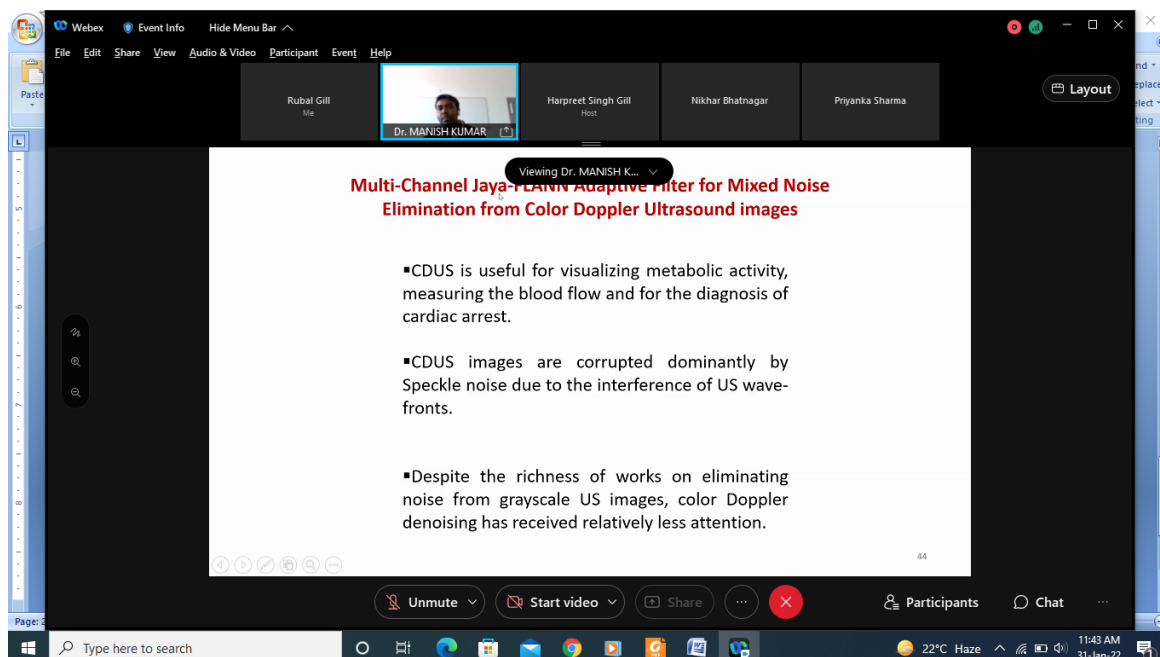 Webex Event Info Hide Menu Bar
File Edit Share View Audio & Video Participant Event Help
Paste
Rubal Gill
Me
Dr. MANISH KUMAR
Harpreet Singh Gill
Host
Nikhar Bhatnagar
Priyanka Sharma
Layout
Viewing Dr. MANISH K...
Multi-Channel Jaya-FLANN Adaptive Filter for Mixed Noise
Elimination from Color Doppler Ultrasound images
▪CDUS is useful for visualizing metabolic activity,
measuring the blood flow and for the diagnosis of
cardiac arrest.
▪CDUS images are corrupted dominantly by
Speckle noise due to the interference of US wave-
fronts.
▪Despite the richness of works on eliminating
noise from grayscale US images, color Doppler
denoising has received relatively less attention.
44
Unmute Start video Share ... Participants Chat ...
Page: 2
Type here to search
22°C Haze
11:43 AM
31-Jan-22